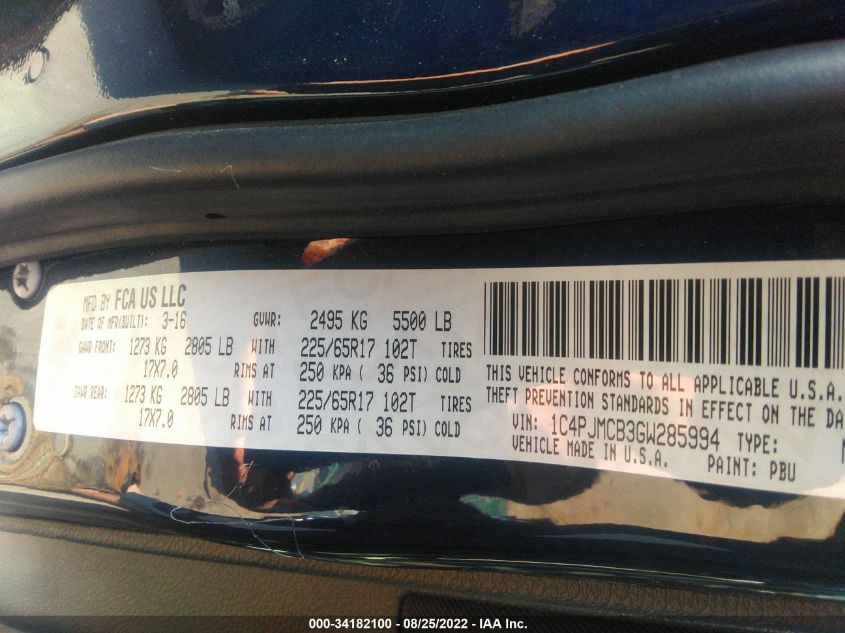 MFD BY FCA US LLC
DATE OF MFR(BUILT): 3-16 GVWR: 2495 KG 5500 LB
GAWR FRONT: 1273 KG 2805 LB WITH 225/65R17 102T TIRES
17X7.0 RIMS AT 250 KPA ( 36 PSI) COLD
GAWR REAR: 1273 KG 2805 LB WITH 225/65R17 102T TIRES
17X7.0 RIMS AT 250 KPA ( 36 PSI) COLD
THIS VEHICLE CONFORMS TO ALL APPLICABLE U.S.A.
THEFT PREVENTION STANDARDS IN EFFECT ON THE DA
VIN: 1C4PJMCB3GW285994 TYPE:
VEHICLE MADE IN U.S.A. PAINT: PBU
000-34182100 - 08/25/2022 - IAA Inc.